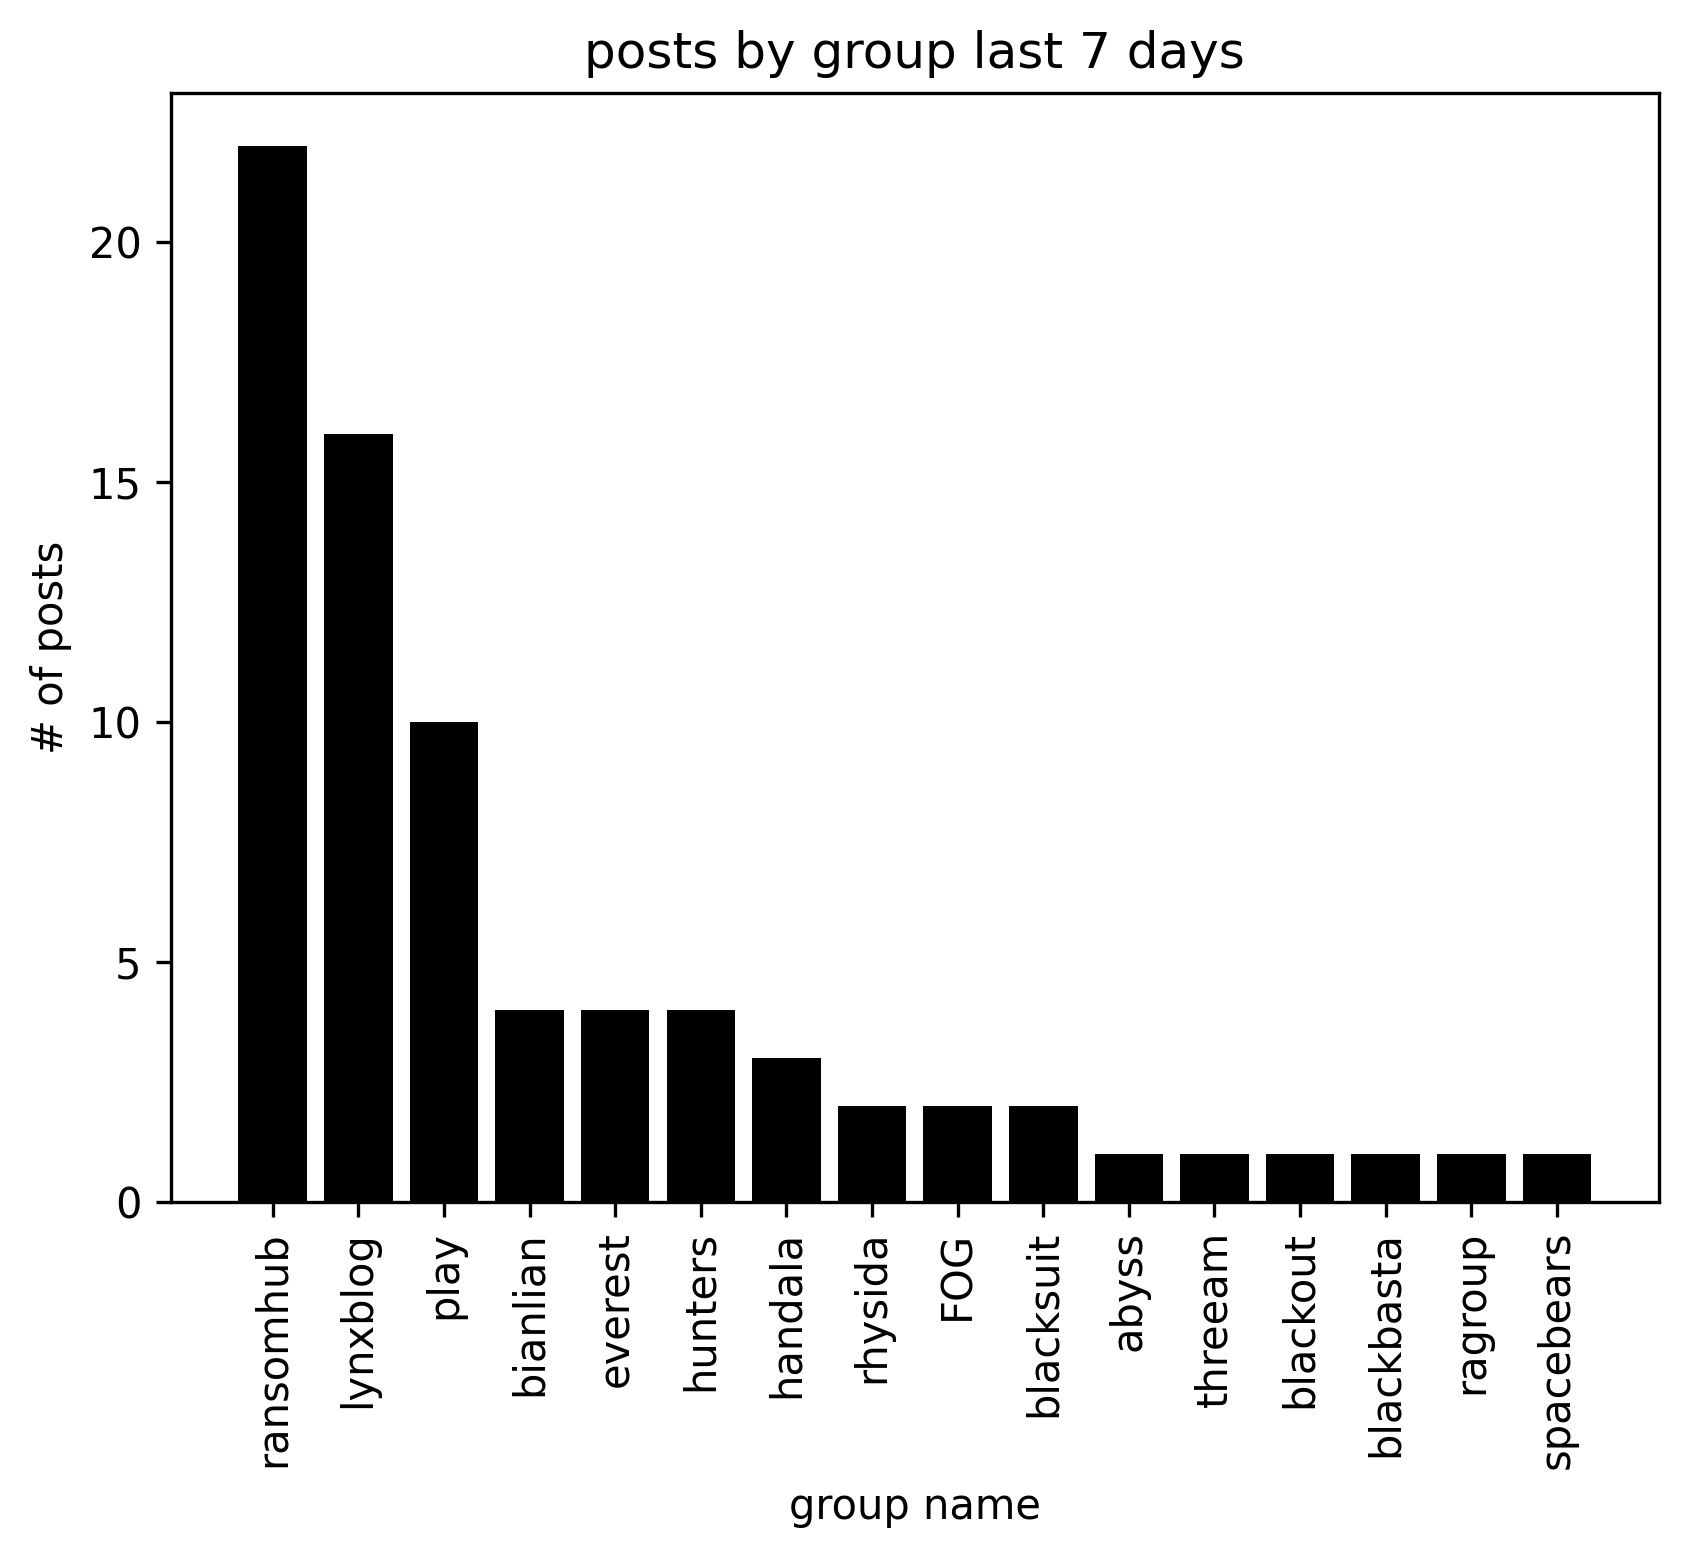 posts by group last 7 days
# of posts
20
15
10
5
0
ransomhub
lynxblog
play
bianlian
everest
hunters
handala
rhysida
FOG
blacksuit
abyss
threeam
blackout
blackbasta
ragroup
spacebears
group name